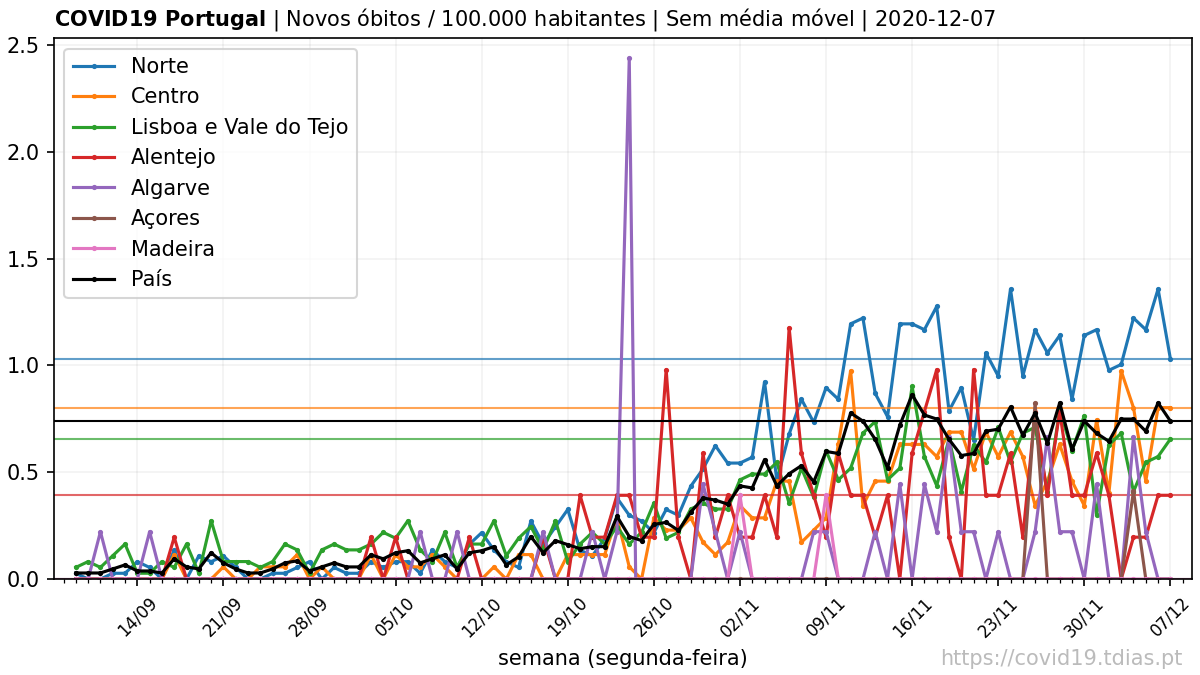 COVID19 Portugal | Novos óbitos / 100.000 habitantes | Sem média móvel | 2020-12-07
2.5
2.0
1.5
1.0
0.5
0.0
Norte
Centro
Lisboa e Vale do Tejo
Alentejo
Algarve
Açores
Madeira
País
14/09
21/09
28/09
05/10
12/10
19/10
26/10
02/11
09/11
16/11
23/11
30/11
07/12
semana (segunda-feira)
https://covid19.tdias.pt